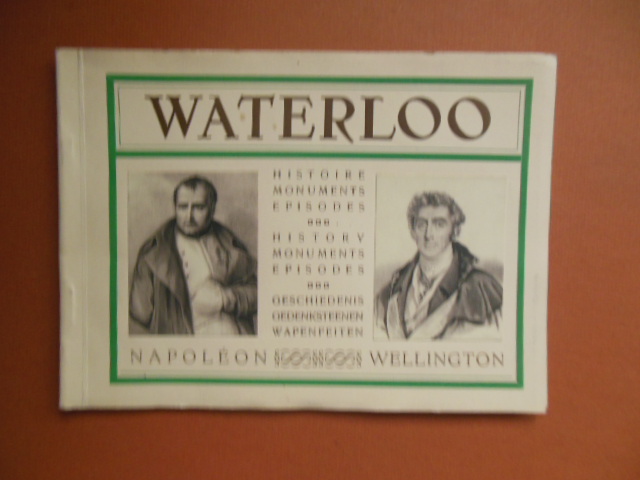 WATERLOO
HISTOIRE
MONUMENTS
EPISODES
HISTORY
MONUMENTS
EPISODES
GESCHIEDENIS
GEDENKSTEENEN
WAPENFEITEN
NAPOLÉON
WELLINGTON